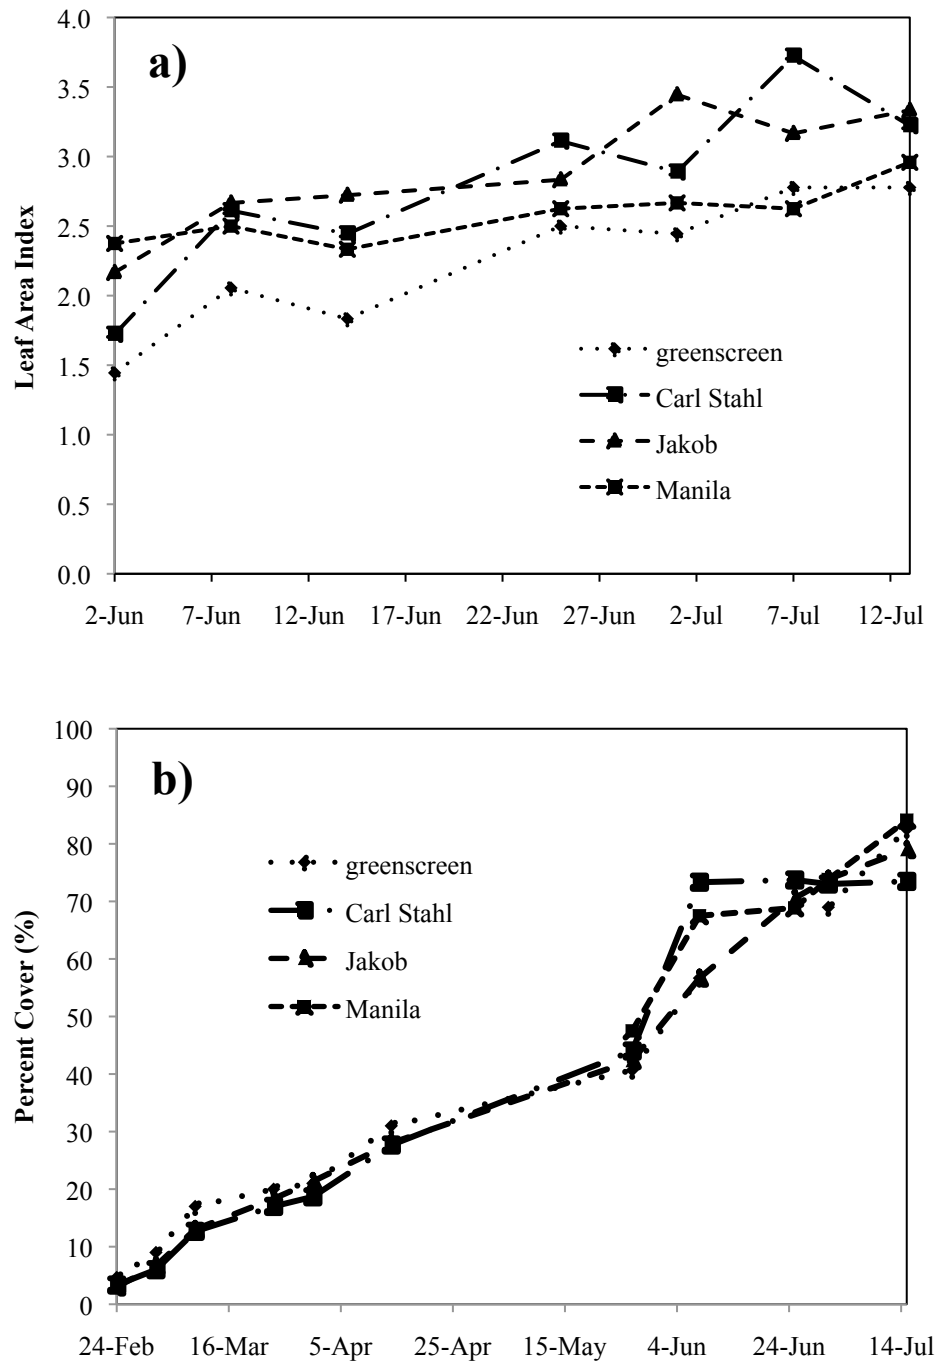 4.0
a)
3.5
3.0
2.5
2.0
1.5
1.0
0.5
0.0
Leaf Area Index
greenscreen
Carl Stahl
Jakob
Manila
2-Jun 7-Jun 12-Jun 17-Jun 22-Jun 27-Jun 2-Jul 7-Jul 12-Jul
100
b)
90
80
70
60
50
40
30
20
10
0
Percent Cover (%)
greenscreen
Carl Stahl
Jakob
Manila
24-Feb 16-Mar 5-Apr 25-Apr 15-May 4-Jun 24-Jun 14-Jul